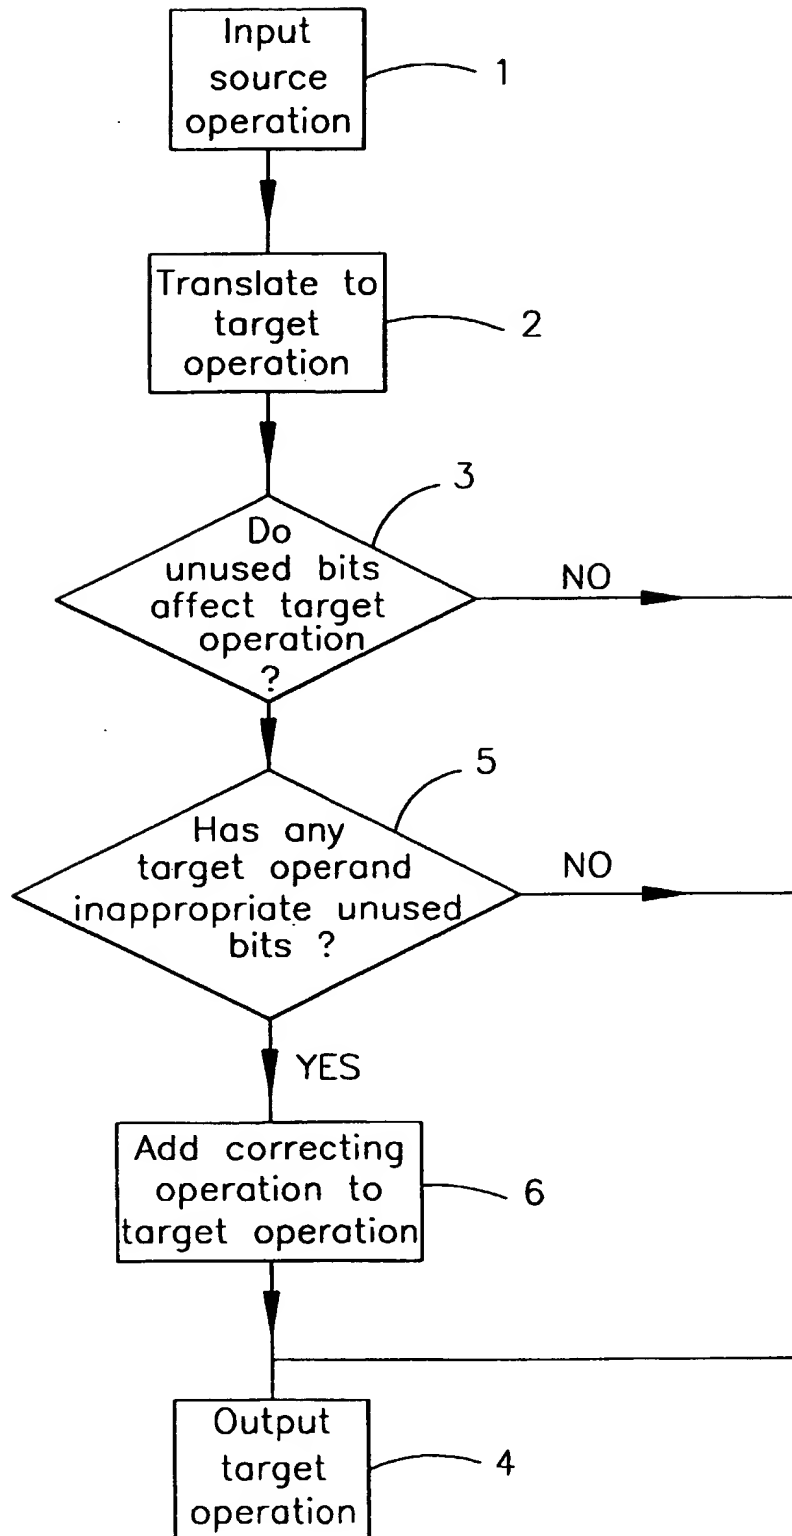 Input
source
operation
1
Translate to
target
operation
2
3
Do
unused bits
affect target
operation
?
NO
5
Has any
target operand
inappropriate unused
bits ?
NO
YES
Add correcting
operation to
target operation
6
Output
target
operation
4